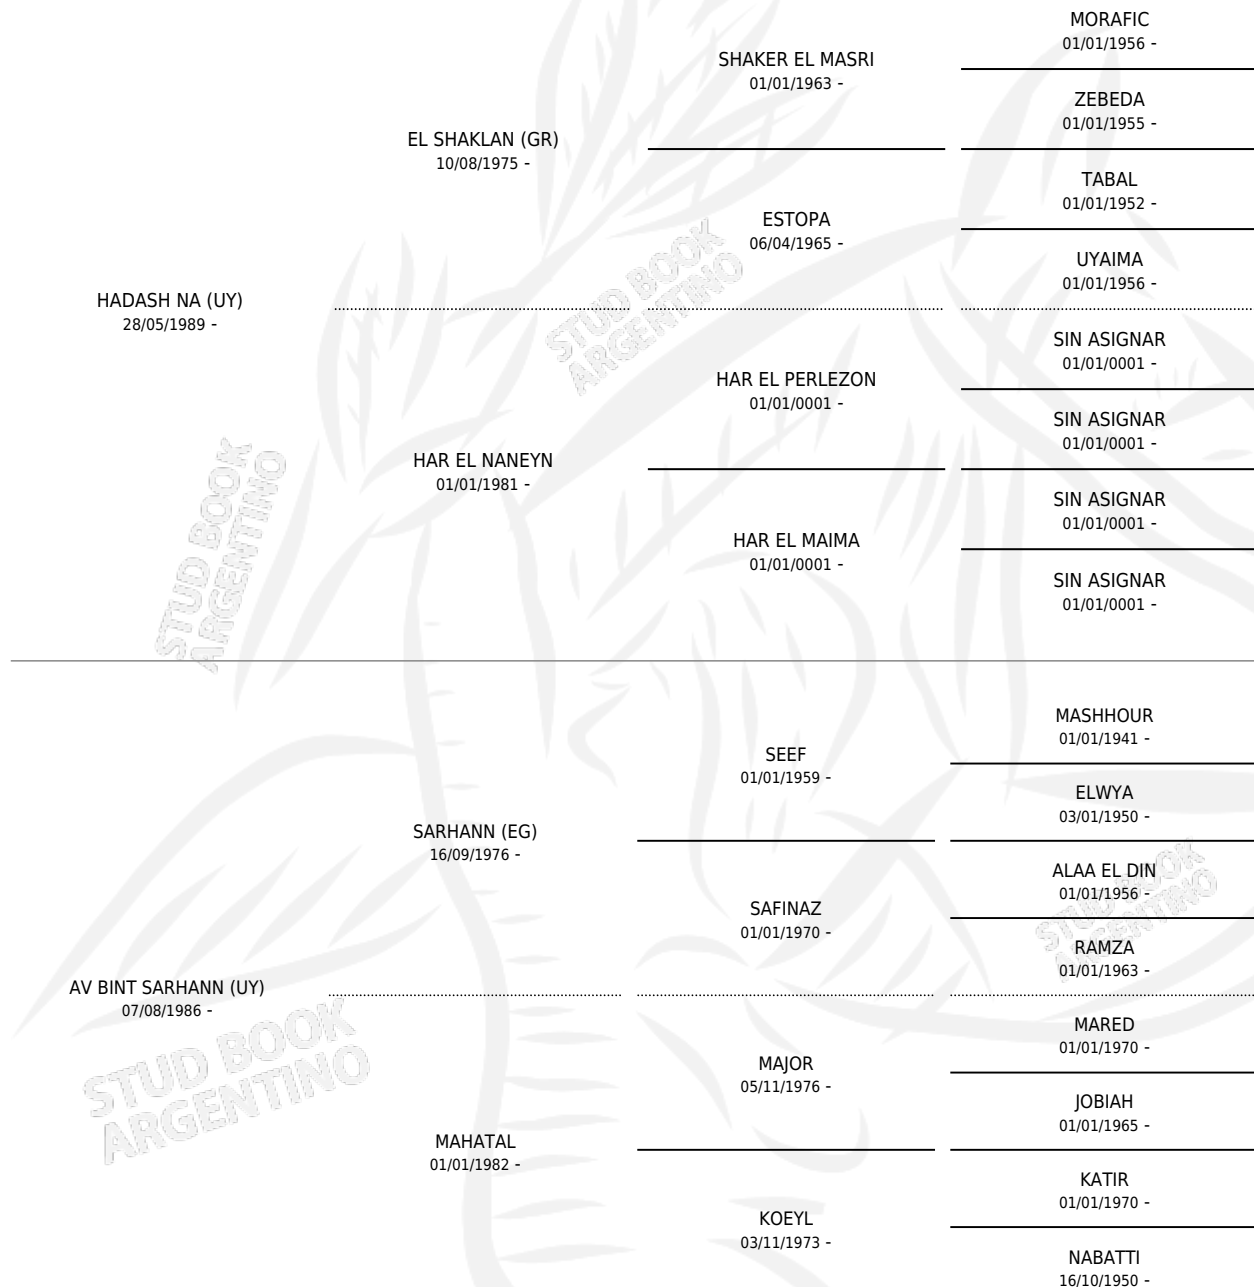 MORAFIC
01/01/1956 -
SHAKER EL MASRI
01/01/1963 -
ZEBEDA
01/01/1955 -
EL SHAKLAN (GR)
10/08/1975 -
TABAL
01/01/1952 -
ESTOPA
06/04/1965 -
UYAIMA
01/01/1956 -
HADASH NA (UY)
28/05/1989 -
SIN ASIGNAR
01/01/0001 -
HAR EL PERLEZON
01/01/0001 -
SIN ASIGNAR
01/01/0001 -
HAR EL NANEYN
01/01/1981 -
SIN ASIGNAR
01/01/0001 -
HAR EL MAIMA
01/01/0001 -
SIN ASIGNAR
01/01/0001 -
MASHHOUR
01/01/1941 -
SEEF
01/01/1959 -
ELWYA
03/01/1950 -
SARHANN (EG)
16/09/1976 -
ALAA EL DIN
01/01/1956 -
SAFINAZ
01/01/1970 -
RAMZA
01/01/1963 -
AV BINT SARHANN (UY)
07/08/1986 -
MARED
01/01/1970 -
MAJOR
05/11/1976 -
JOBIAH
01/01/1965 -
MAHATAL
01/01/1982 -
KATIR
01/01/1970 -
KOEYL
03/11/1973 -
NABATTI
16/10/1950 -
STUD BOOK
ARGENTINO
STUD BOOK
ARGENTINO
STUD BOOK
ARGENTINO
STUD BOOK
ARGENTINO